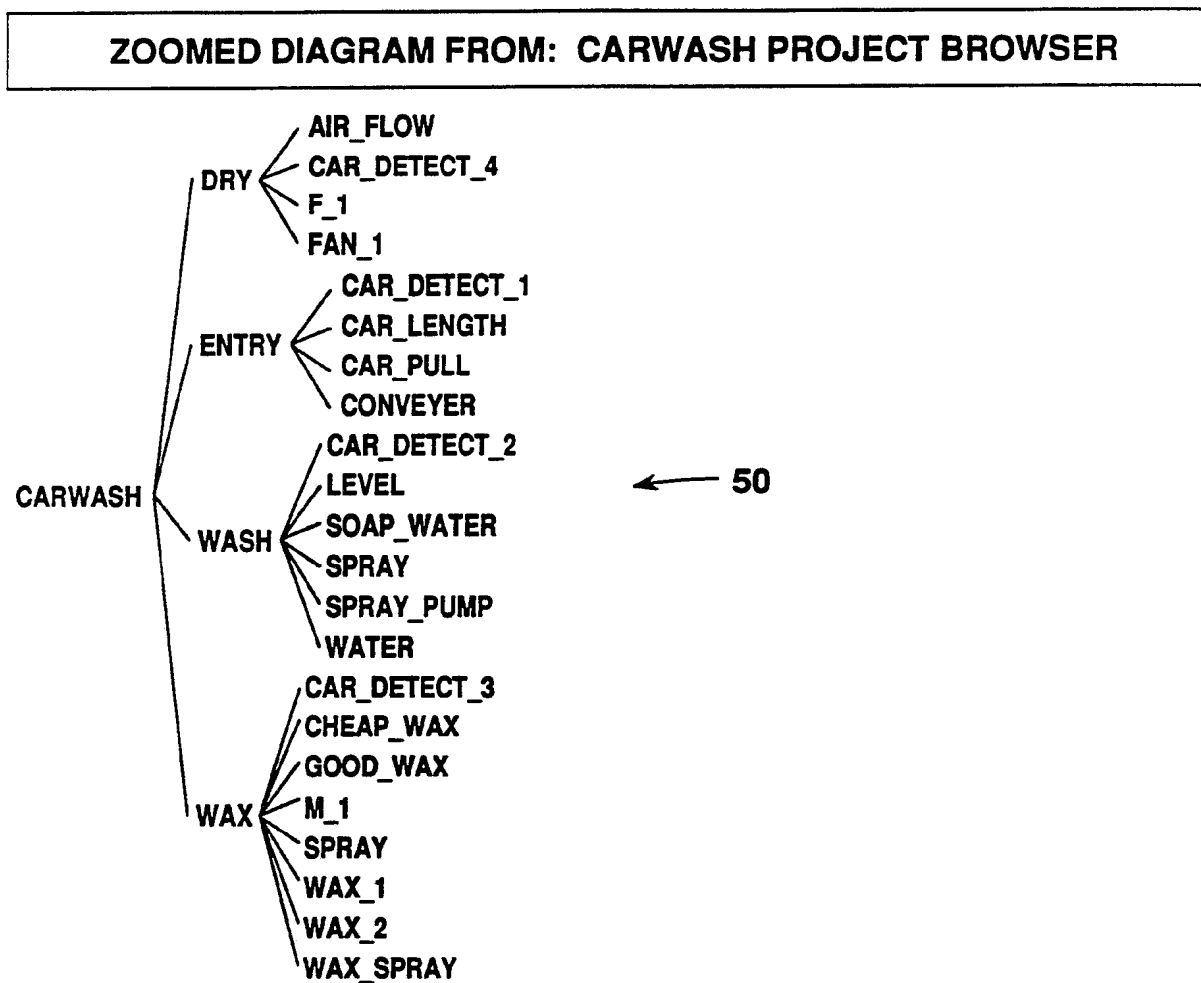 ZOOMED DIAGRAM FROM: CARWASH PROJECT BROWSER
CARWASH
DRY
AIR_FLOW
CAR_DETECT_4
F_1
FAN_1
ENTRY
CAR_DETECT_1
CAR_LENGTH
CAR_PULL
CONVEYER
WASH
CAR_DETECT_2
LEVEL
SOAP_WATER
SPRAY
SPRAY_PUMP
WATER
WAX
CAR_DETECT_3
CHEAP_WAX
GOOD_WAX
M_1
SPRAY
WAX_1
WAX_2
WAX_SPRAY
50